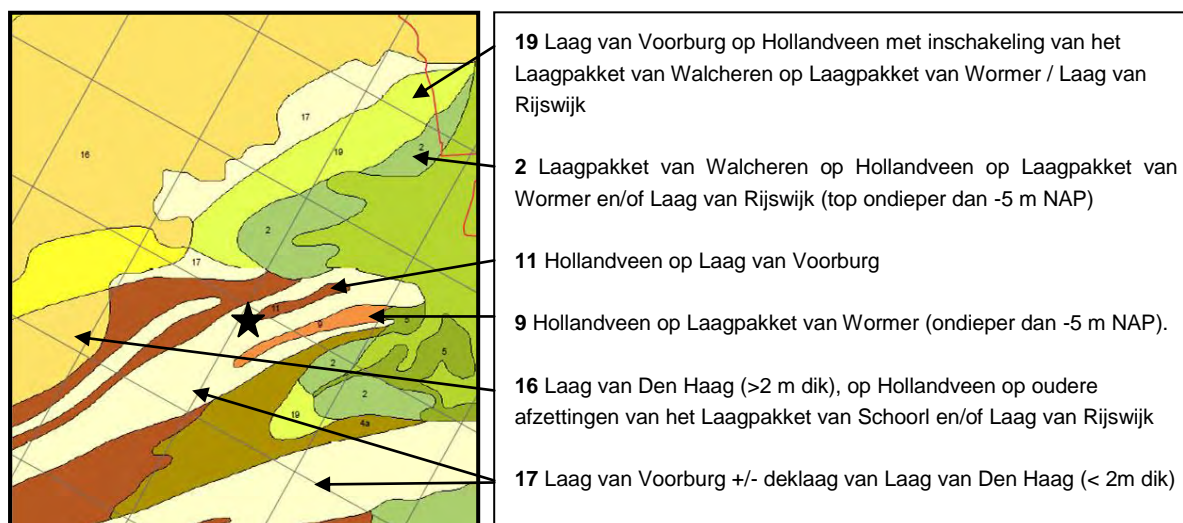 17
16
19
2
2
17
11
9
5
5
2
2
19
4a
19 Laag van Voorburg op Hollandveen met inschakeling van het
Laagpakket van Walcheren op Laagpakket van Wormer / Laag van
Rijswijk
2 Laagpakket van Walcheren op Hollandveen op Laagpakket van
Wormer en/of Laag van Rijswijk (top ondieper dan -5 m NAP)
11 Hollandveen op Laag van Voorburg
9 Hollandveen op Laagpakket van Wormer (ondieper dan -5 m NAP).
16 Laag van Den Haag (>2 m dik), op Hollandveen op oudere
afzettingen van het Laagpakket van Schoorl en/of Laag van Rijswijk
17 Laag van Voorburg +/- deklaag van Laag van Den Haag (< 2m dik)